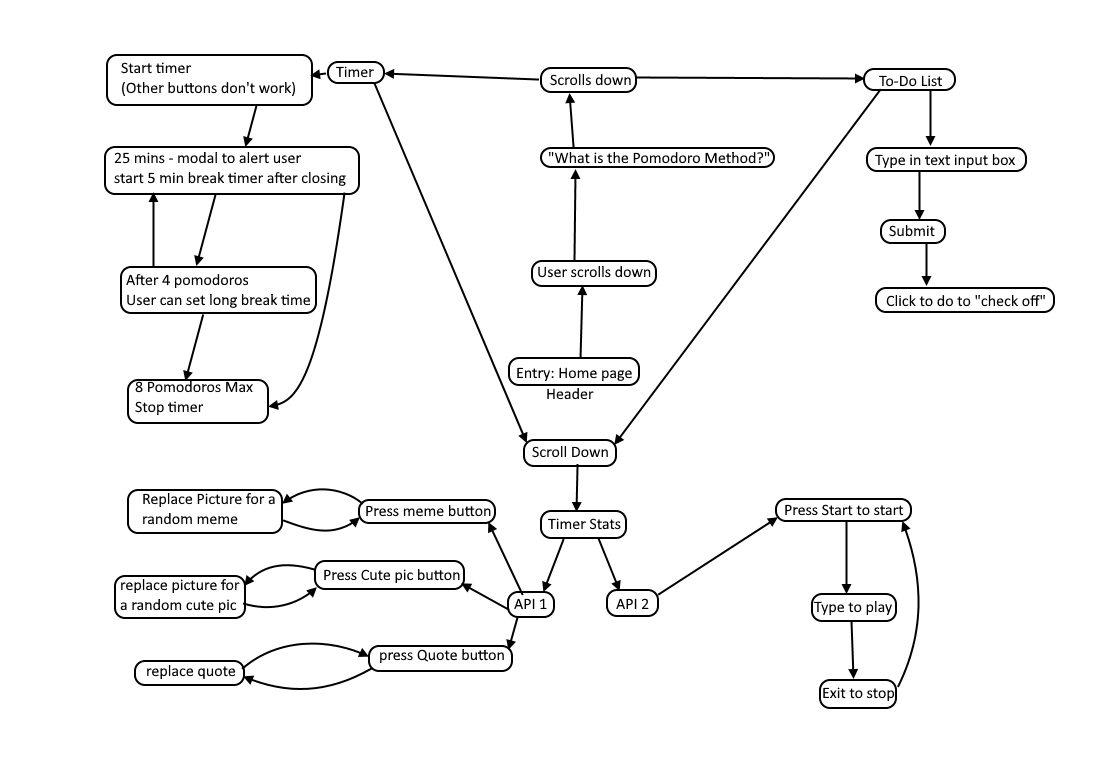 Start timer
(Other buttons don't work)
Timer
Scrolls down
To-Do List
25 mins - modal to alert user
start 5 min break timer after closing
"What is the Pomodoro Method?"
Type in text input box
Submit
After 4 pomodoros
User can set long break time
User scrolls down
Click to do to "check off"
8 Pomodoros Max
Stop timer
Entry: Home page
Header
Scroll Down
Replace Picture for a
random meme
Press meme button
Timer Stats
Press Start to start
replace picture for
a random cute pic
Press Cute pic button
API 1
API 2
Type to play
replace quote
press Quote button
Exit to stop